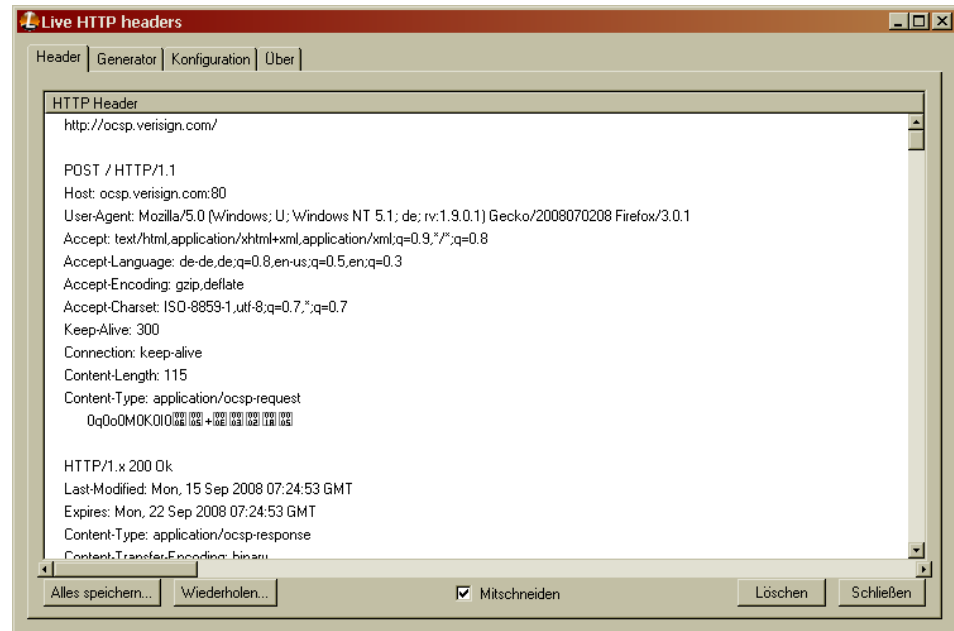 Live HTTP headers
Header Generator Konfiguration Über
HTTP Header
http://ocsp.verisign.com/
POST / HTTP/1.1
Host: ocsp.verisign.com:80
User-Agent: Mozilla/5.0 (Windows; U; Windows NT 5.1; de; rv:1.9.0.1) Gecko/2008070208 Firefox/3.0.1
Accept: text/html,application/xhtml+xml,application/xml;q=0.9,*/*;q=0.8
Accept-Language: de-de,de;q=0.8,en-us;q=0.5,en;q=0.3
Accept-Encoding: gzip,deflate
Accept-Charset: ISO-8859-1,utf-8;q=0.7,*;q=0.7
Keep-Alive: 300
Connection: keep-alive
Content-Length: 115
Content-Type: application/ocsp-request
0q0o0M0K0I0
+
HTTP/1.x 200 Ok
Last-Modified: Mon, 15 Sep 2008 07:24:53 GMT
Expires: Mon, 22 Sep 2008 07:24:53 GMT
Content-Type: application/ocsp-response
Content-Transfer-Encoding: binary
Alles speichern... Wiederholen... Mitschneiden Löschen Schließen